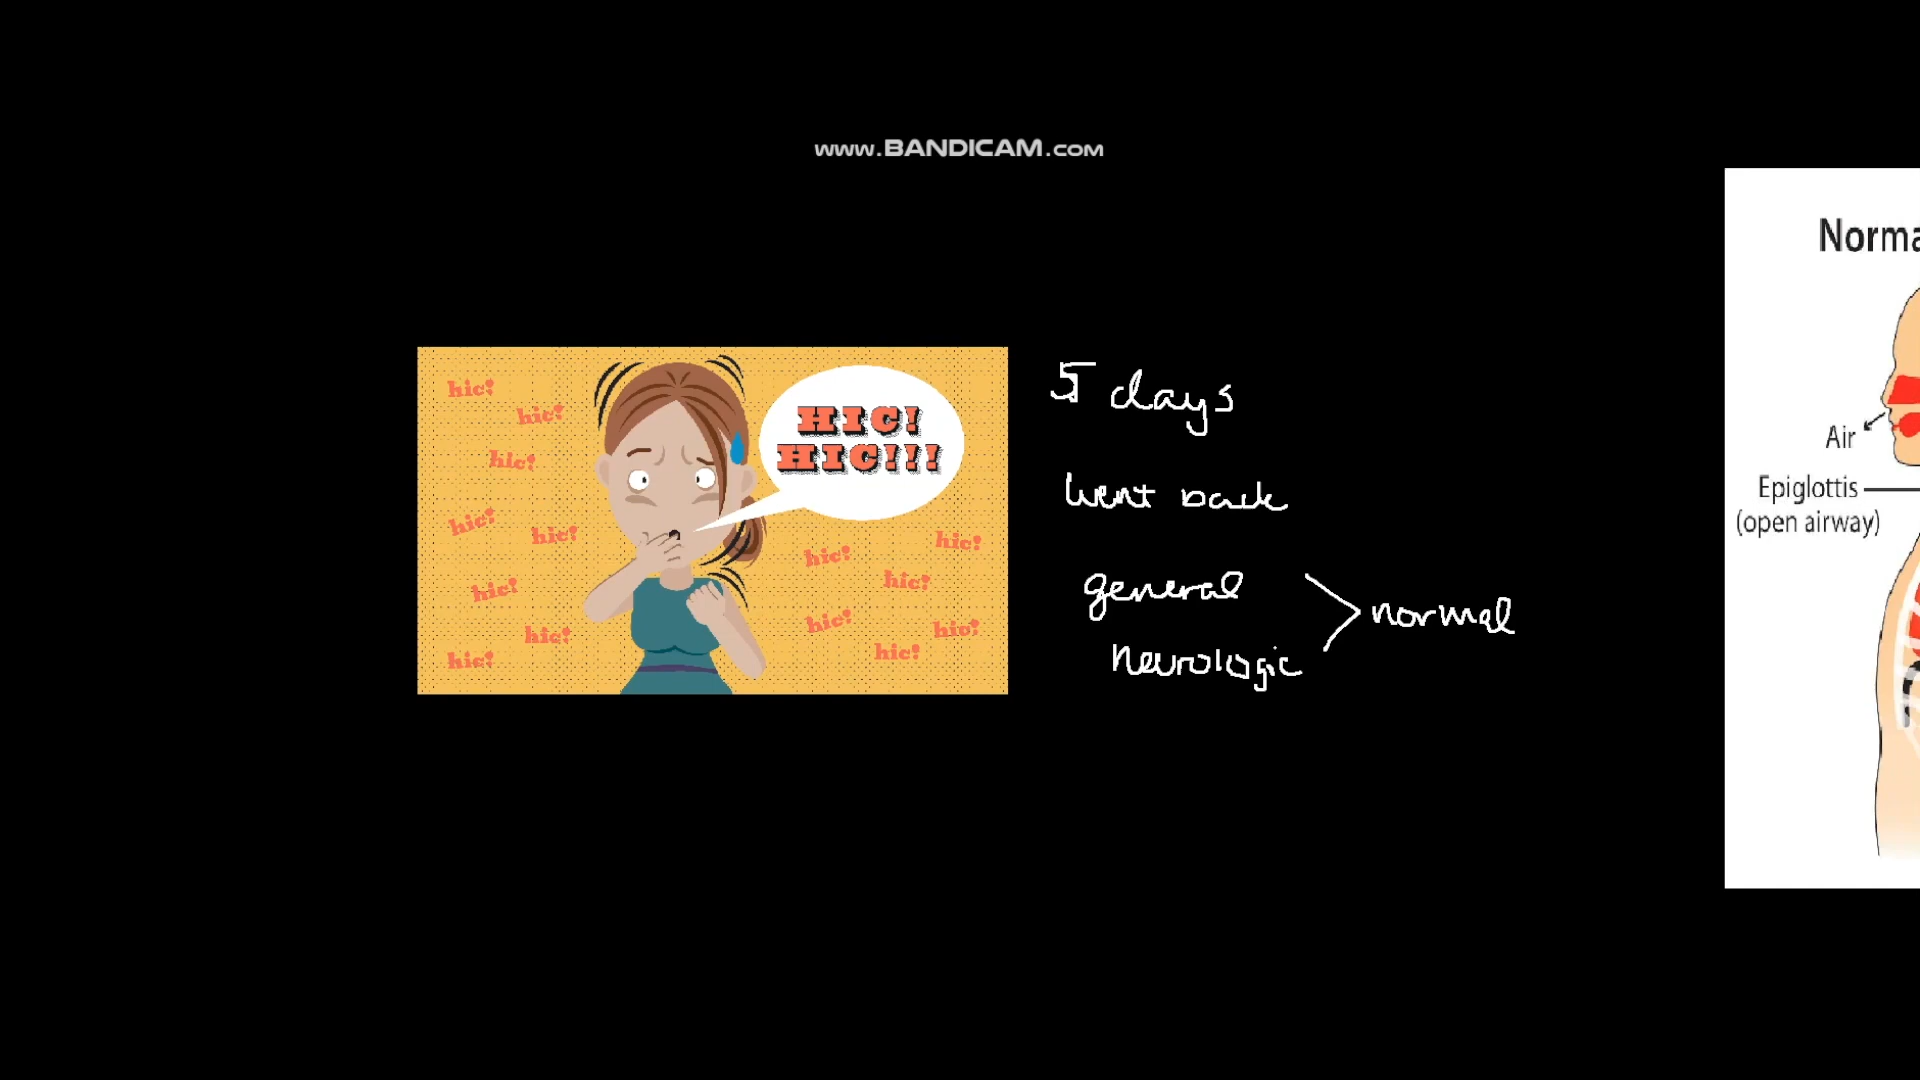 www.BANDICAM.com
hic!
hic!
hic!
hic!
hic!
hic!
hic!
hic!
HIC!
HIC!!!
hic!
hic!
hic!
hic!
hic!
hic!
5 days
went back
general
neurologic
normal
Norma
Air
Epiglottis
(open airway)